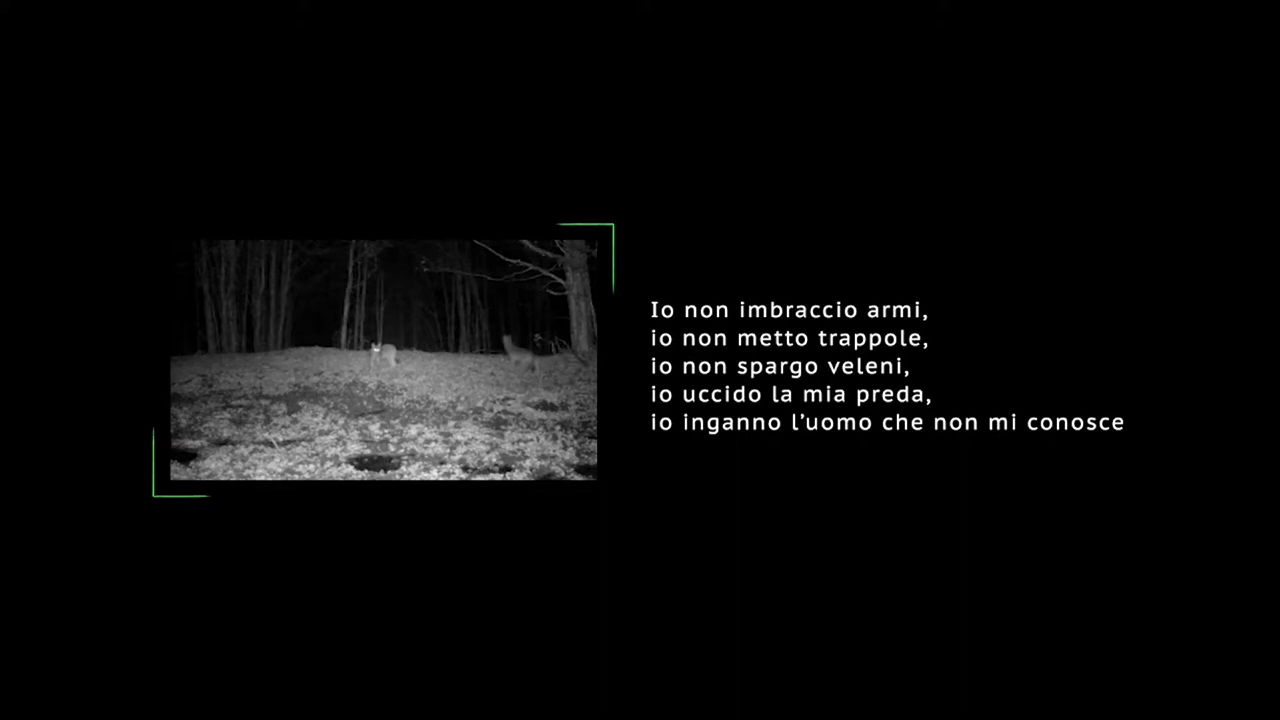 Io non imbraccio armi,
io non metto trappole,
io non spargo veleni,
io uccido la mia preda,
io inganno l’uomo che non mi conosce